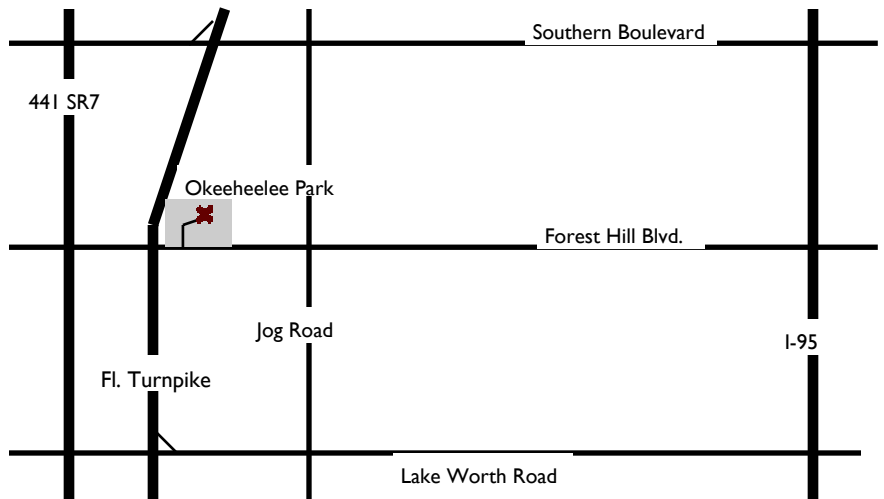 Southern Boulevard
441 SR7
Okeeheelee Park
Forest Hill Blvd.
Jog Road
I-95
Fl. Turnpike
Lake Worth Road